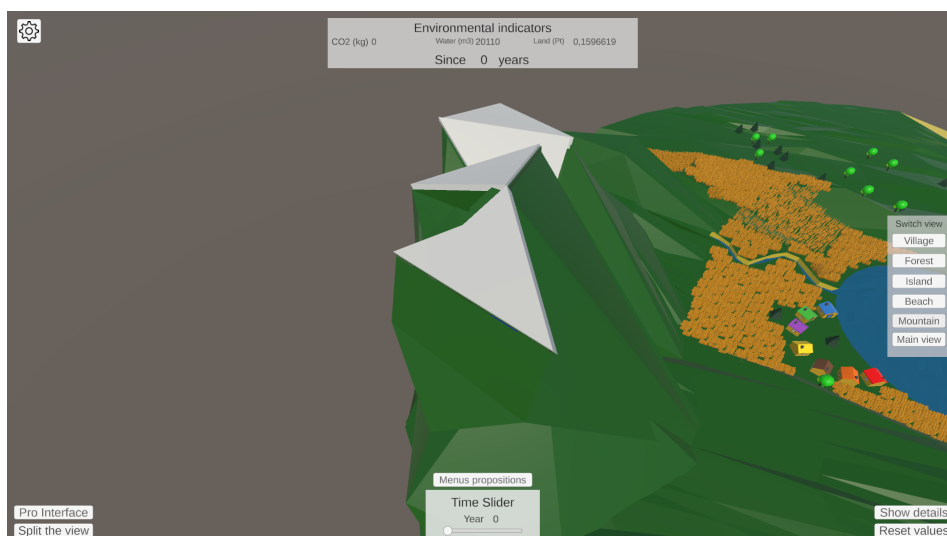 Environmental indicators
CO2 (kg) 0 Water (m3) 20110 Land (Pt) 0,1596619
Since 0 years
Switch view
Village
Forest
Island
Beach
Mountain
Main view
Menus propositions
Time Slider
Year 0
Pro Interface
Split the view
Show details
Reset values